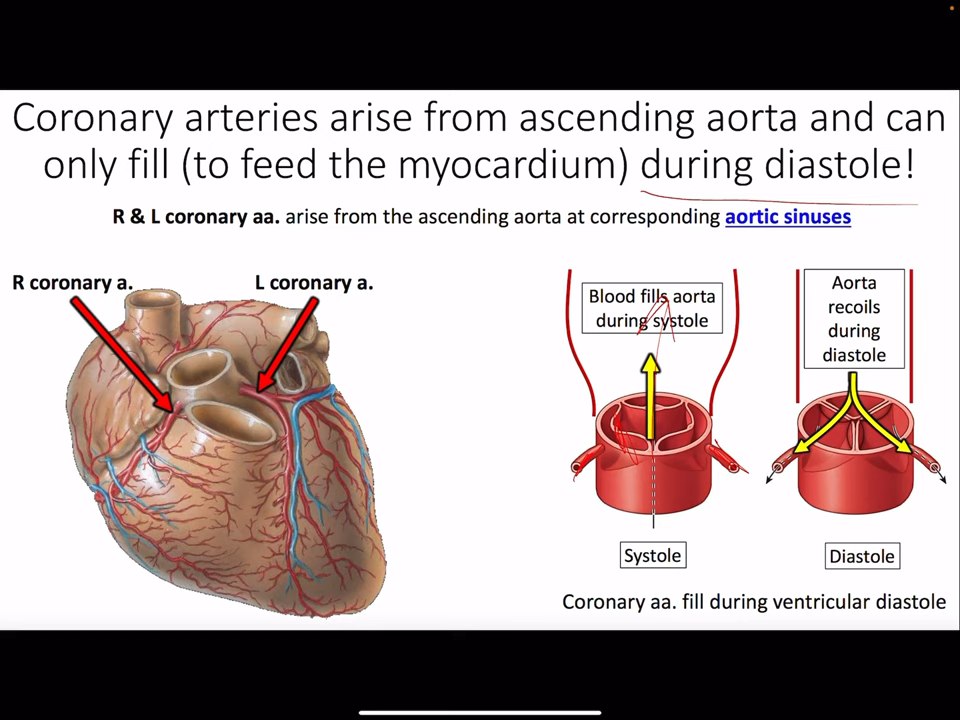 Coronary arteries arise from ascending aorta and can
only fill (to feed the myocardium) during diastole!
R & L coronary aa. arise from the ascending aorta at corresponding aortic sinuses
R coronary a.
L coronary a.
Blood fills aorta
during systole
Aorta
recoils
during
diastole
Systole
Diastole
Coronary aa. fill during ventricular diastole